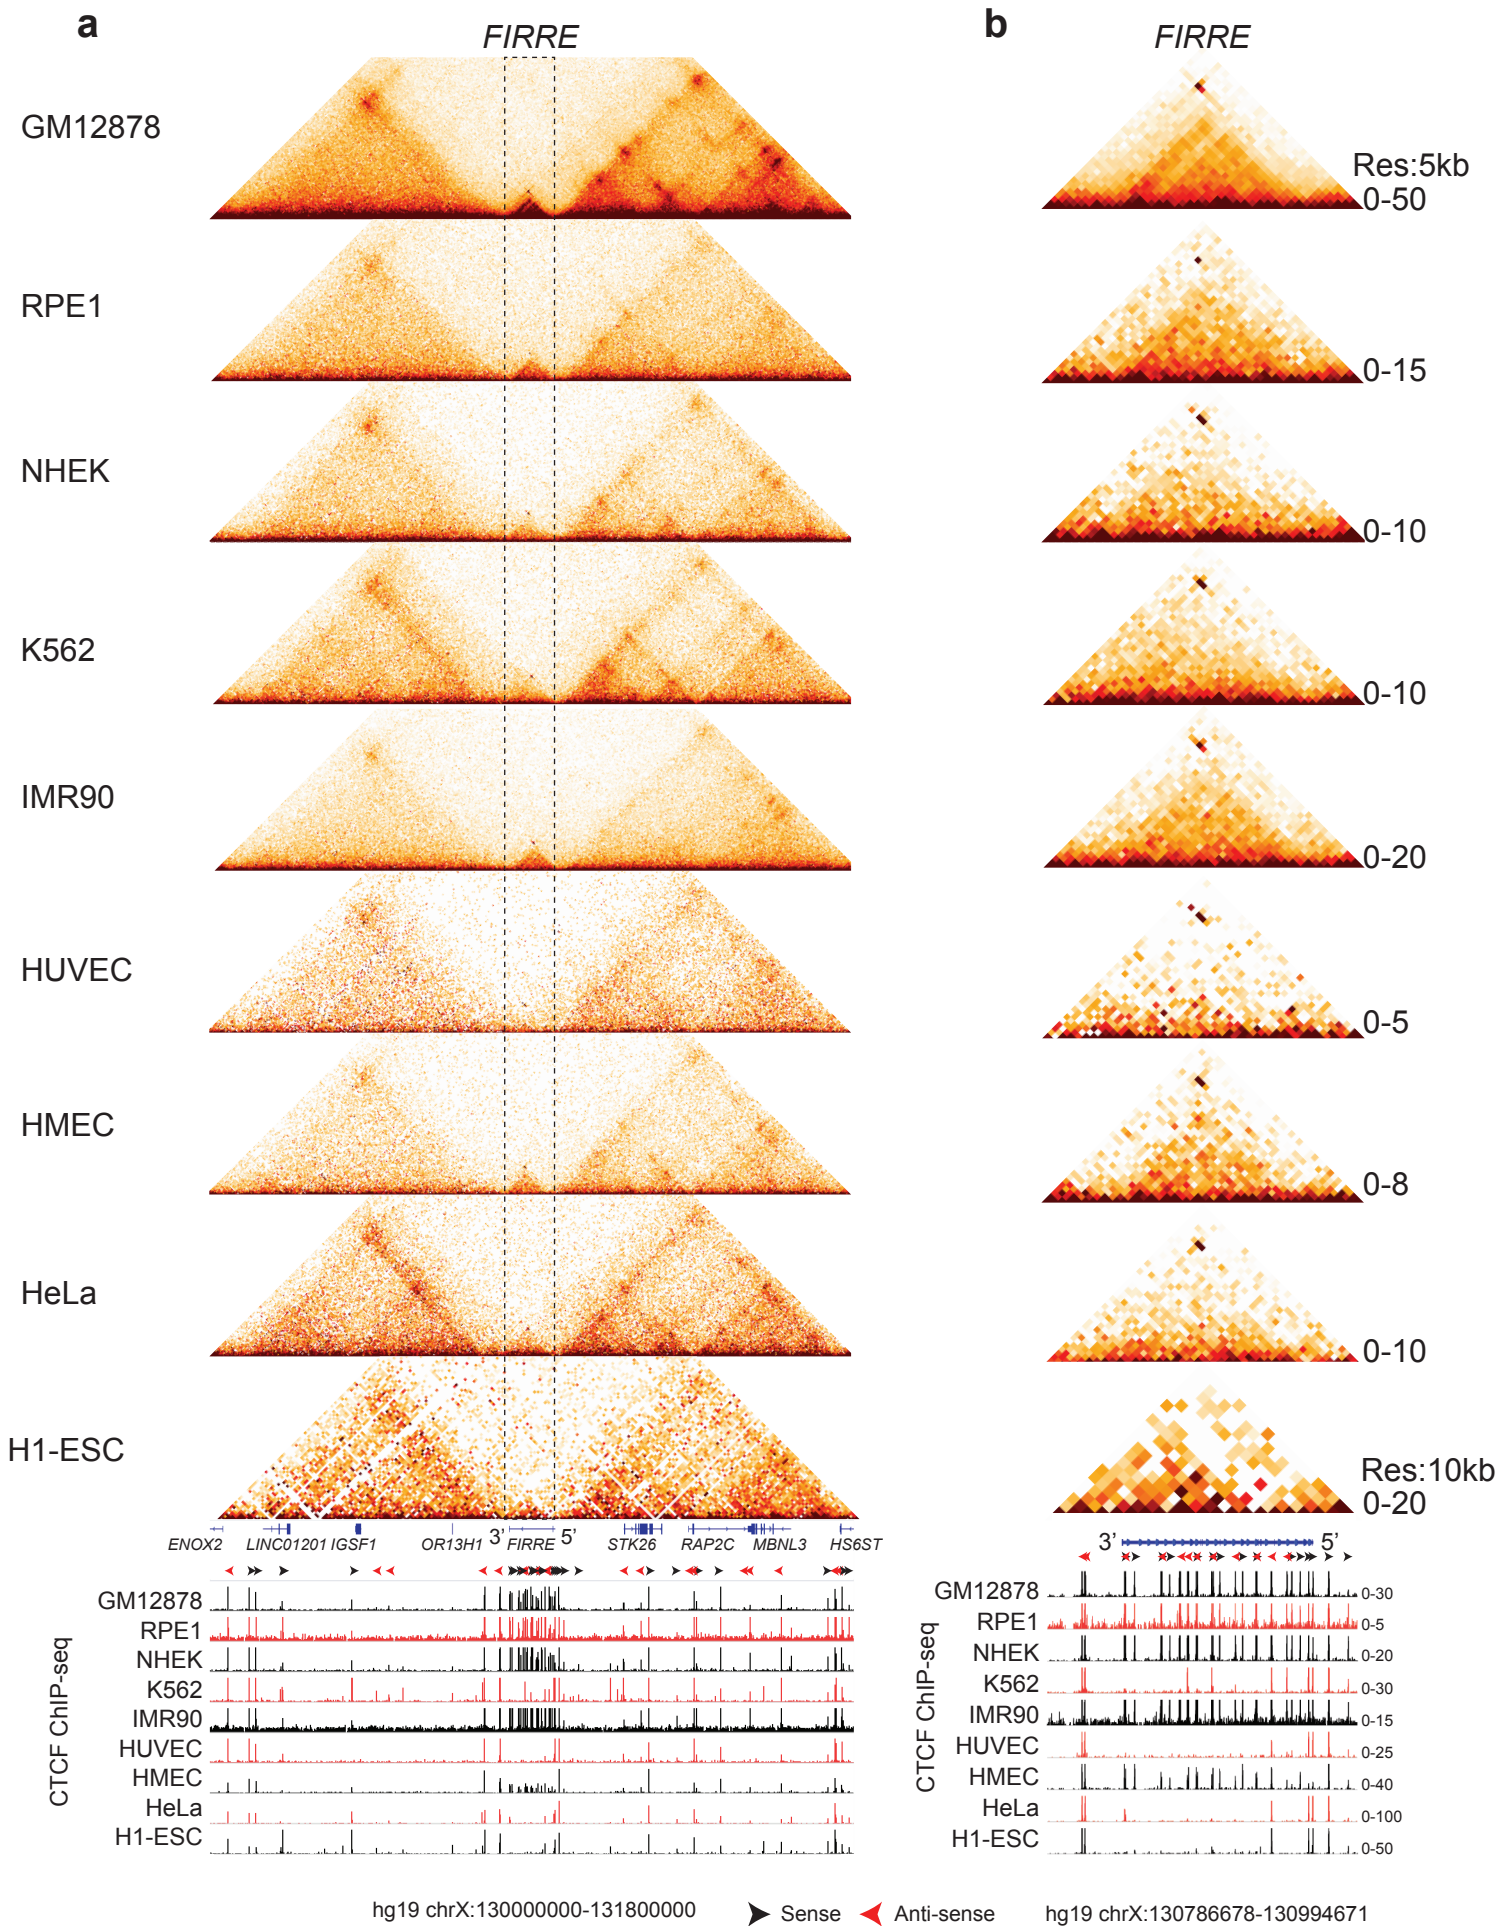 a
b
FIRRE
FIRRE
GM12878
Res:5kb
0-50
RPE1
0-15
NHEK
0-10
K562
0-10
IMR90
0-20
HUVEC
0-5
HMEC
0-8
HeLa
0-10
H1-ESC
Res:10kb
0-20
3’ 5’
ENOX2 LINC01201 IGSF1 OR13H1 FIRRE STK26 RAP2C MBNL3 HS6ST
3’ 5’
CTCF ChIP-seq
GM12878
RPE1
NHEK
K562
IMR90
HUVEC
HMEC
HeLa
H1-ESC
CTCF ChIP-seq
GM12878 0-30
RPE1 0-5
NHEK 0-20
K562 0-30
IMR90 0-15
HUVEC 0-25
HMEC 0-40
HeLa 0-100
H1-ESC 0-50
hg19 chrX:130000000-131800000
Sense Anti-sense
hg19 chrX:130786678-130994671